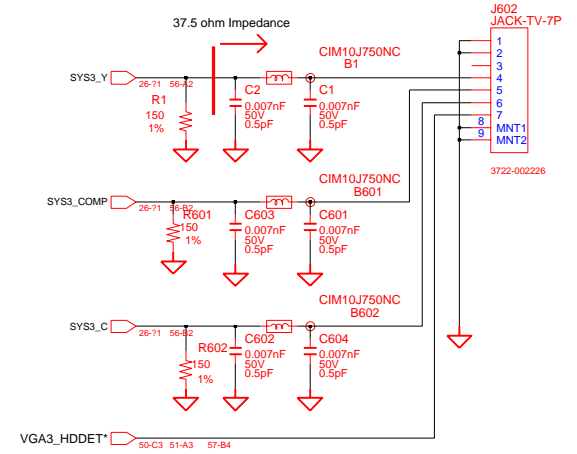 J602
JACK-TV-7P
37.5 ohm Impedance
CIM10J750NC
B1
SYS3_Y
26-?1 56-A2
R1
150
1%
C2
0.007nF
50V
0.5pF
C1
0.007nF
50V
0.5pF
1
2
3
4
5
6
7
8 MNT1
9 MNT2
3722-002226
CIM10J750NC
B601
SYS3_COMP
26-?1 56-B2
R601
150
1%
C603
0.007nF
50V
0.5pF
C601
0.007nF
50V
0.5pF
CIM10J750NC
B602
SYS3_C
26-?1 56-B2
R602
150
1%
C602
0.007nF
50V
0.5pF
C604
0.007nF
50V
0.5pF
VGA3_HDDET*
50-C3 51-A3 57-B4